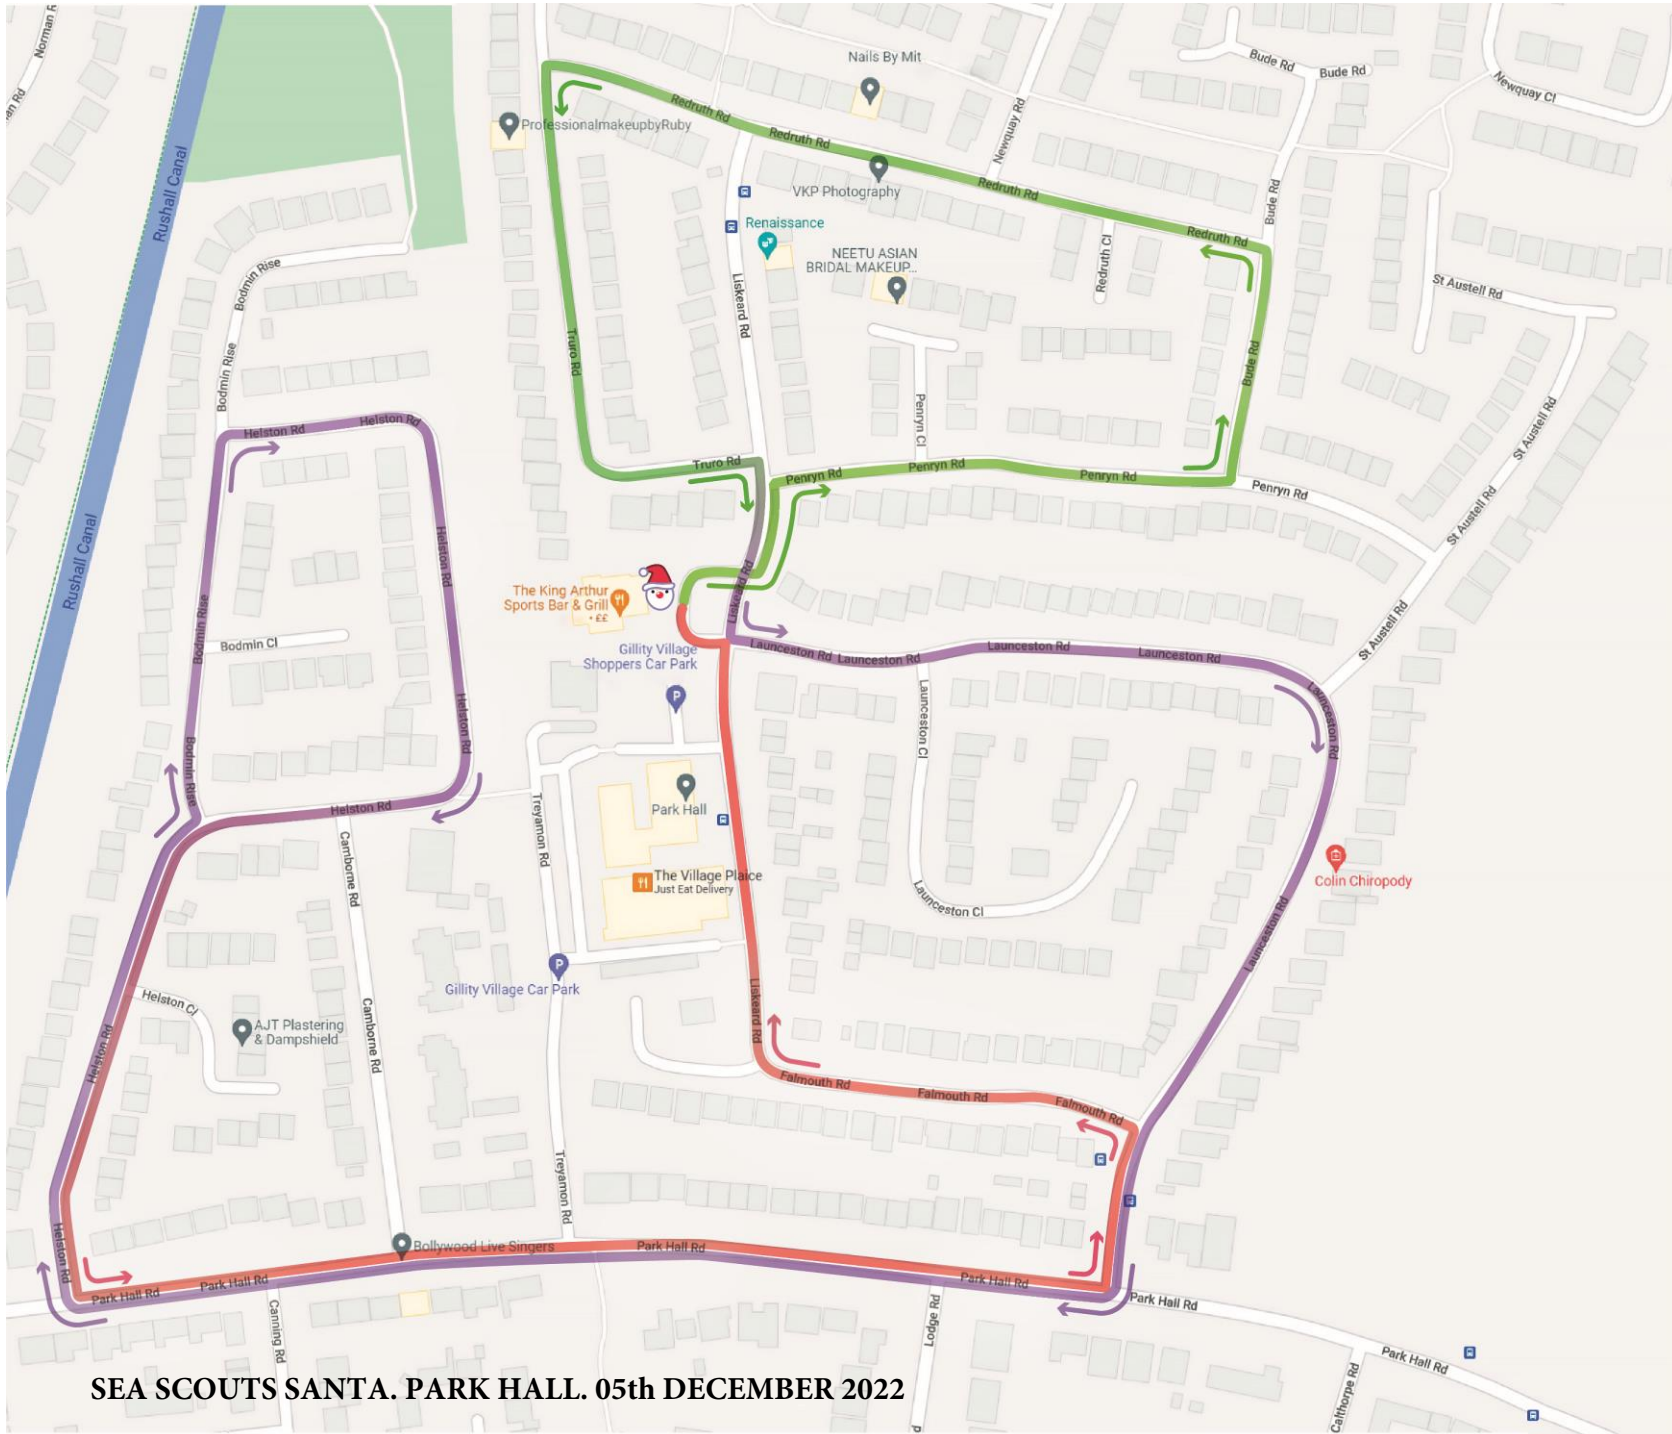 Norman R
an Rd
Nails By Mit
Bude Rd
Bude Rd
Newquay Cl
Redruth Rd
ProfessionalmakeupbyRuby
Redruth Rd
Newquay Rd
Rushall Canal
VKP Photography
Redruth Rd
Bude Rd
Renaissance
Redruth Rd
NEETU ASIAN
BRIDAL MAKEUP...
Redruth Cl
St Austell Rd
Bodmin Rise
Liskeard Rd
Truro Rd
Bude Rd
Bodmin Rise
Penryn Cl
St Austell Rd
Helston Rd
Helston Rd
Truro Rd
Penryn Rd
Penryn Rd
Penryn Rd
Penryn Rd
St Austell Rd
Rushall Canal
Helston Rd
The King Arthur
Sports Bar & Grill
• ££
Liskeard Rd
Bodmin Rise
Bodmin Cl
St Austell Rd
Gillity Village
Shoppers Car Park
P
Launceston Rd
Launceston Rd
Launceston Rd
Launceston Rd
Launceston Rd
Helston Rd
Launceston Cl
Bodmin Rise
Helston Rd
Treyamon Rd
Park Hall
Camborne Rd
The Village Plaice
Just Eat Delivery
Colin Chiropody
Launceston Cl
Launceston Rd
P
Gillity Village Car Park
Helston Cl
AJT Plastering
& Dampshield
Camborne Rd
Liskeard Rd
Helston Rd
Falmouth Rd
Falmouth Rd
Falmouth Rd
Treyamon Rd
Helston Rd
Bollywood Live Singers
Park Hall Rd
Park Hall Rd
Park Hall Rd
Park Hall Rd
Park Hall Rd
Canning Rd
Lodge Rd
Park Hall Rd
Calthorpe Rd
SEA SCOUTS SANTA. PARK HALL. 05th DECEMBER 2022
d